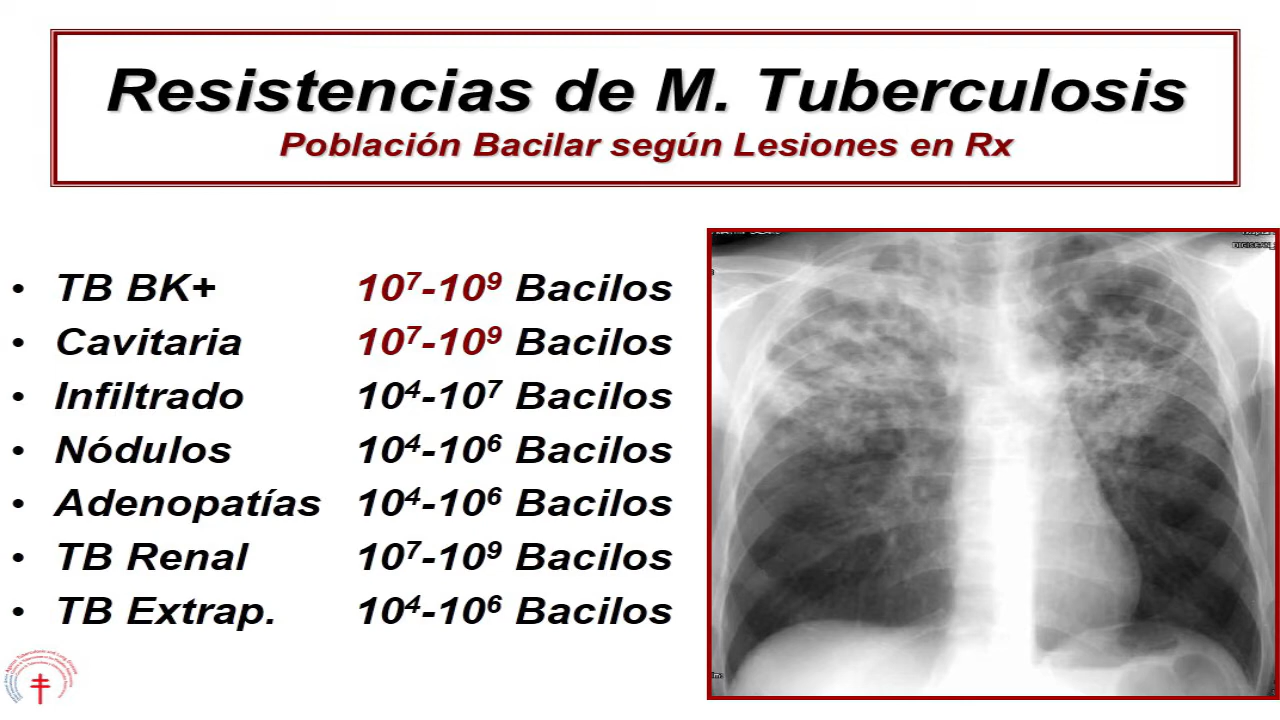 Resistencias de M. Tuberculosis
Población Bacilar según Lesiones en Rx
• TB BK+ 10⁷-10⁹ Bacilos
• Cavitaria 10⁷-10⁹ Bacilos
• Infiltrado 10⁴-10⁷ Bacilos
• Nódulos 10⁴-10⁶ Bacilos
• Adenopatías 10⁴-10⁶ Bacilos
• TB Renal 10⁷-10⁹ Bacilos
• TB Extrap. 10⁴-10⁶ Bacilos